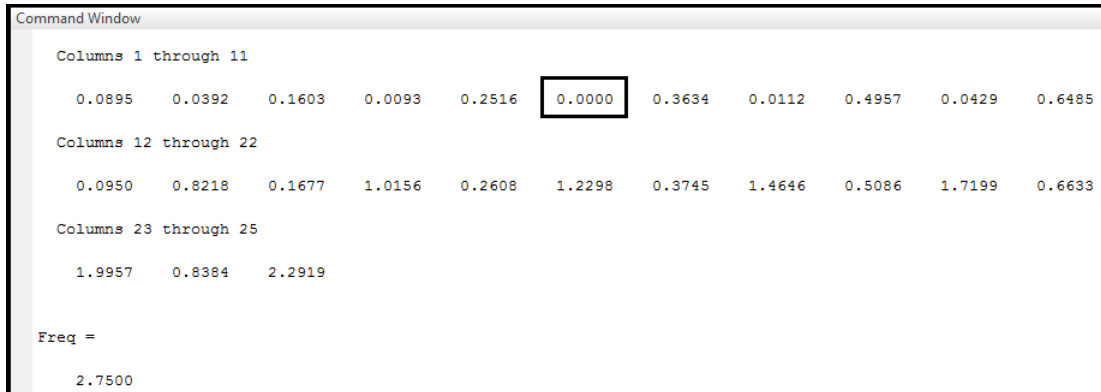 Command Window
Columns 1 through 11
0.0895 0.0392 0.1603 0.0093 0.2516 0.0000 0.3634 0.0112 0.4957 0.0429 0.6485
Columns 12 through 22
0.0950 0.8218 0.1677 1.0156 0.2608 1.2298 0.3745 1.4646 0.5086 1.7199 0.6633
Columns 23 through 25
1.9957 0.8384 2.2919
Freq =
2.7500